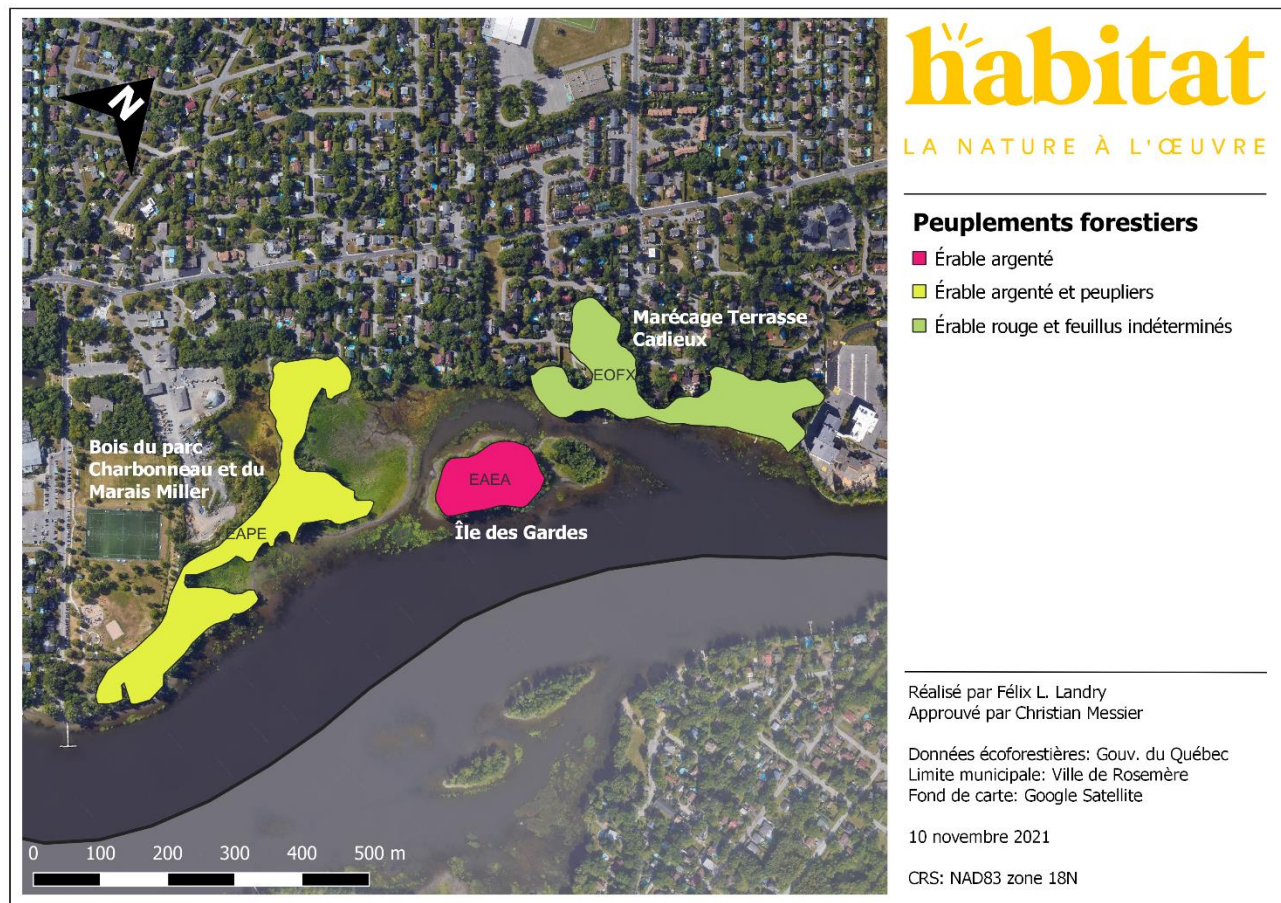 N
habitat
LA NATURE À L'ŒUVRE
Peuplements forestiers
Érable argenté
Érable argenté et peupliers
Érable rouge et feuillus indéterminés
Marécage Terrasse
Cadieux
EOFX
Bois du parc
Charbonneau et du
Marais Miller
EAPE
EAEA
Île des Gardes
0 100 200 300 400 500 m
Réalisé par Félix L. Landry
Approuvé par Christian Messier
Données écoforestières: Gouv. du Québec
Limite municipale: Ville de Rosemère
Fond de carte: Google Satellite
10 novembre 2021
CRS: NAD83 zone 18N